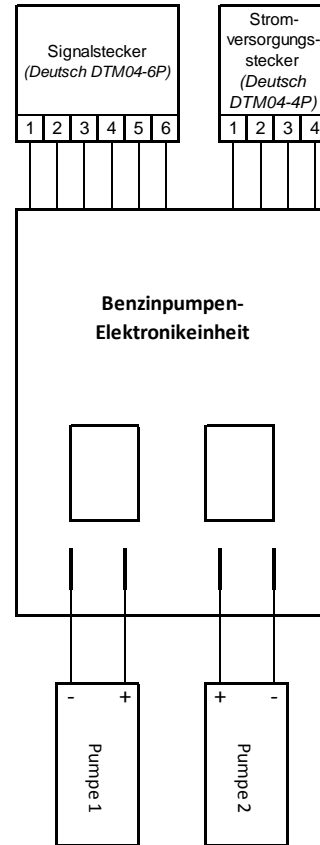 Signalstecker
(Deutsch DTM04-6P)
1 2 3 4 5 6
Strom-
versorgungs-
stecker
(Deutsch
DTM04-4P)
1 2 3 4
Benzinpumpen-
Elektronikeinheit
- +
Pumpe 1
+ -
Pumpe 2